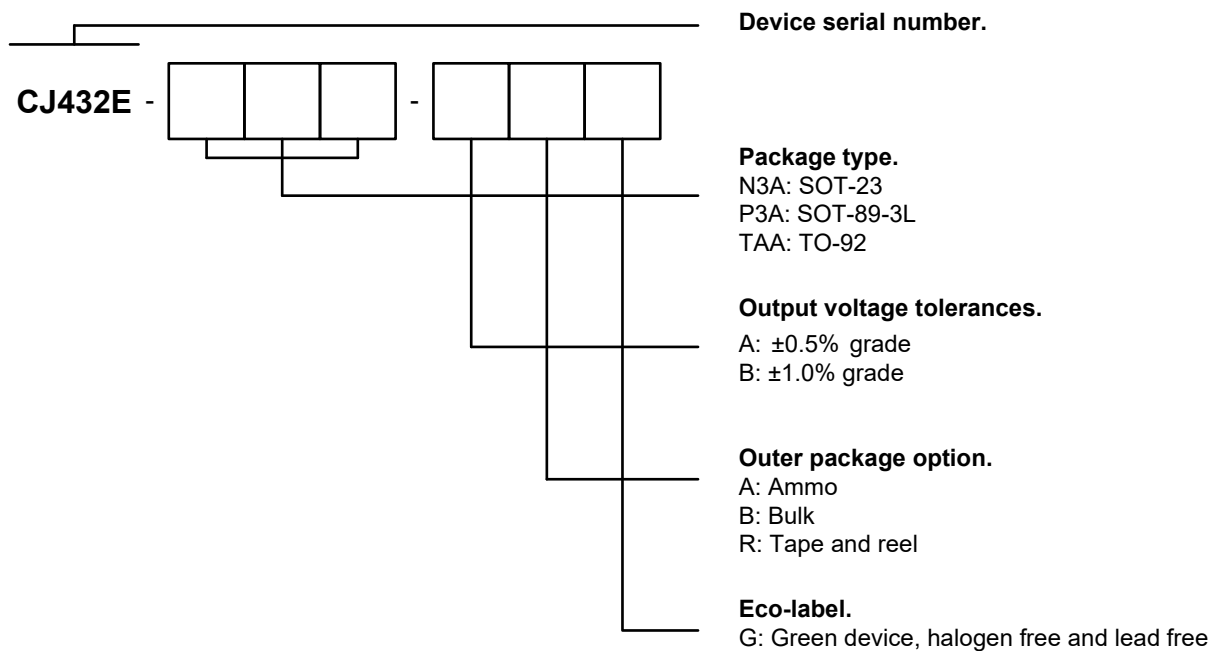 Device serial number.
CJ432E - -
Package type.
N3A: SOT-23
P3A: SOT-89-3L
TAA: TO-92
Output voltage tolerances.
A: ±0.5% grade
B: ±1.0% grade
Outer package option.
A: Ammo
B: Bulk
R: Tape and reel
Eco-label.
G: Green device, halogen free and lead free